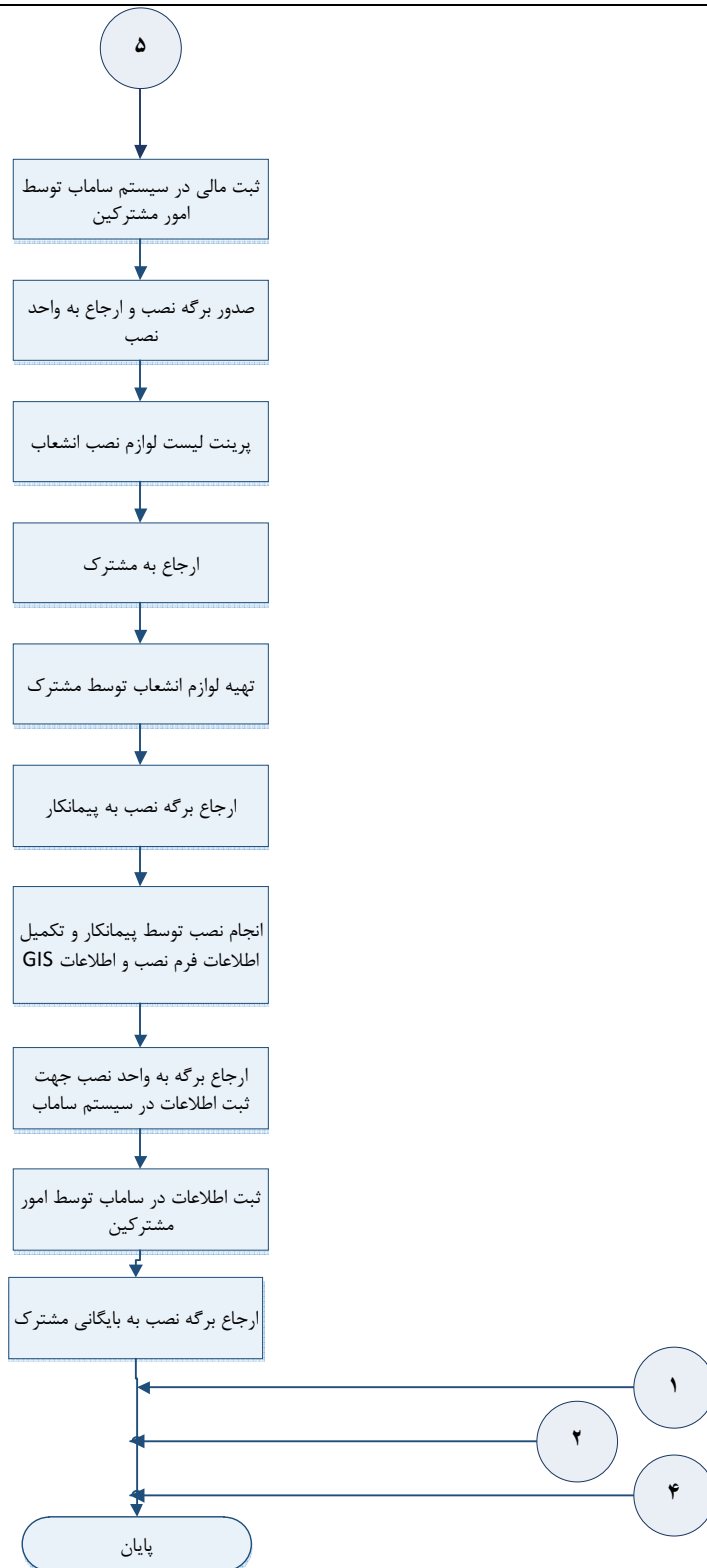 ۵
ثبت مالی در سیستم ساماب توسط
امور مشترکین
صدور برگه نصب و ارجاع به واحد
نصب
پرینت لیست لوازم نصب انشعاب
ارجاع به مشترک
تهیه لوازم انشعاب توسط مشترک
ارجاع برگه نصب به پیمانکار
انجام نصب توسط پیمانکار و تکمیل
اطلاعات فرم نصب و اطلاعات GIS
ارجاع برگه به واحد نصب جهت
ثبت اطلاعات در سیستم ساماب
ثبت اطلاعات در ساماب توسط امور
مشترکین
ارجاع برگه نصب به بایگانی مشترک
۱
۲
۴
پایان